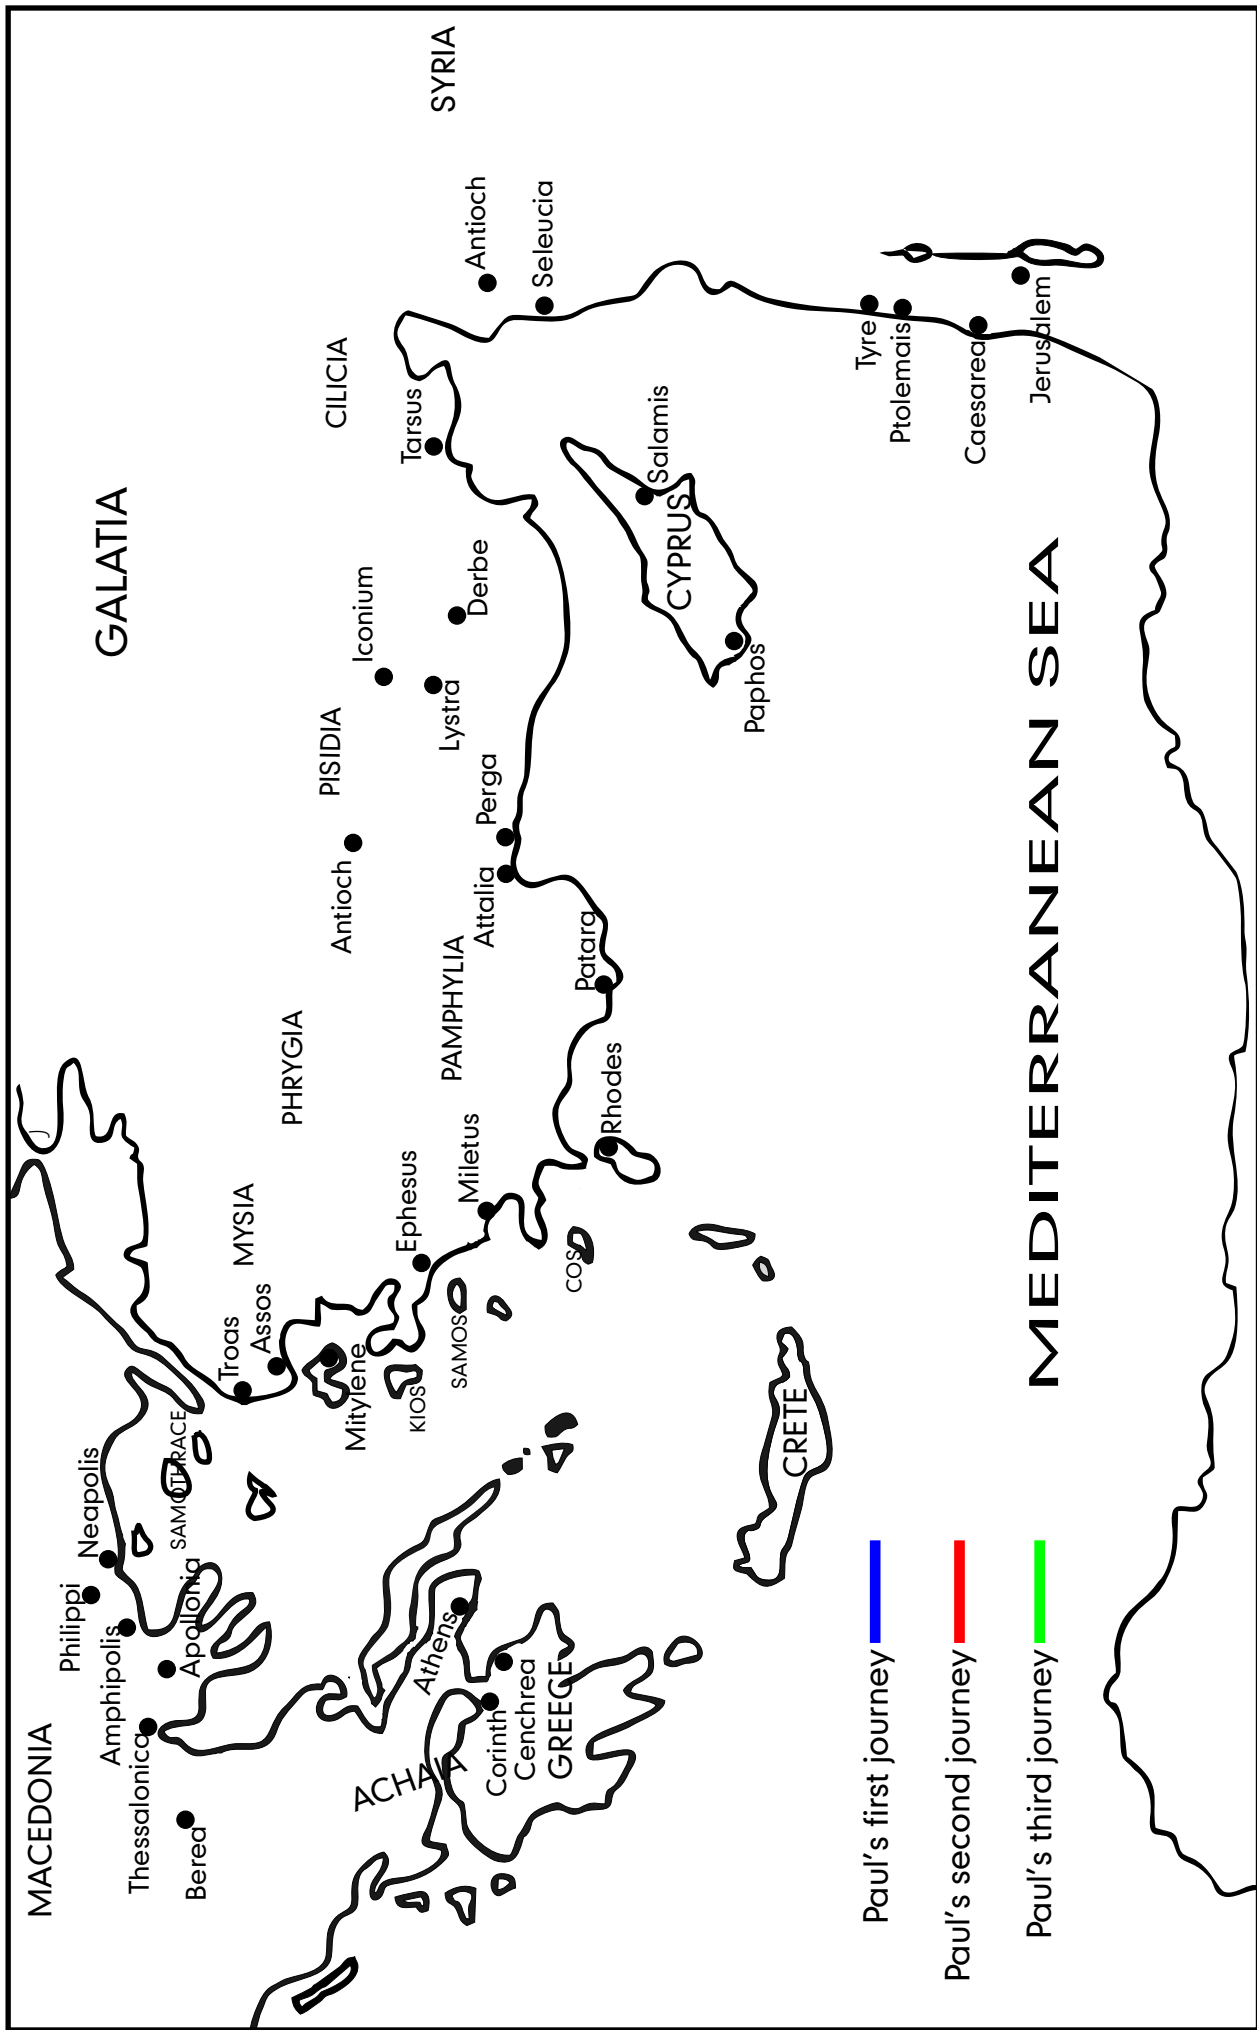 MACEDONIA
Philippi
Neapolis
Amphipolis
Thessalonica
Apollonia
Berea
SAMOTHRACE
Troas
Assos
MYSIA
Mitylene
KIOS
SAMOS
Ephesus
Miletus
COS
Rhodes
PHRYGIA
PAMPHYLIA
Patara
Antioch
Attalia
Perga
PISIDIA
Lystra
Iconium
Derbe
GALATIA
CILICIA
Tarsus
SYRIA
Antioch
Seleucia
ACHAIA
Athens
Corinth
Cenchrea
GREECE
CRETE
CYPRUS
Salamis
Paphos
Tyre
Ptolemais
Caesarea
Jerusalem
MEDITERRANEAN SEA
Paul's first journey
Paul's second journey
Paul's third journey